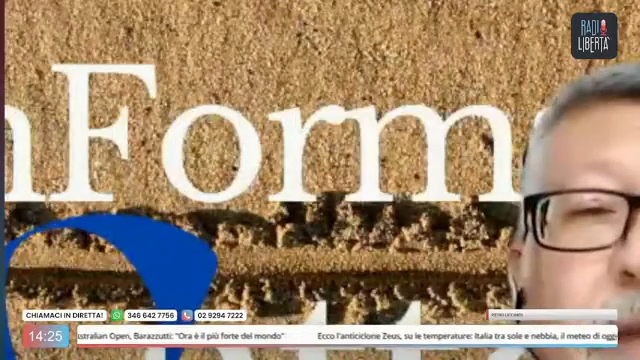 RADIO
LIBERTÀ
nForm
CHIAMACI IN DIRETTA! 346 642 7756 02 9294 7222
14:25 ustralian Open, Barazzutti: "Ora è il più forte del mondo" Ecco l'anticiclone Zeus, su le temperature: Italia tra sole e nebbia, il meteo di ogg